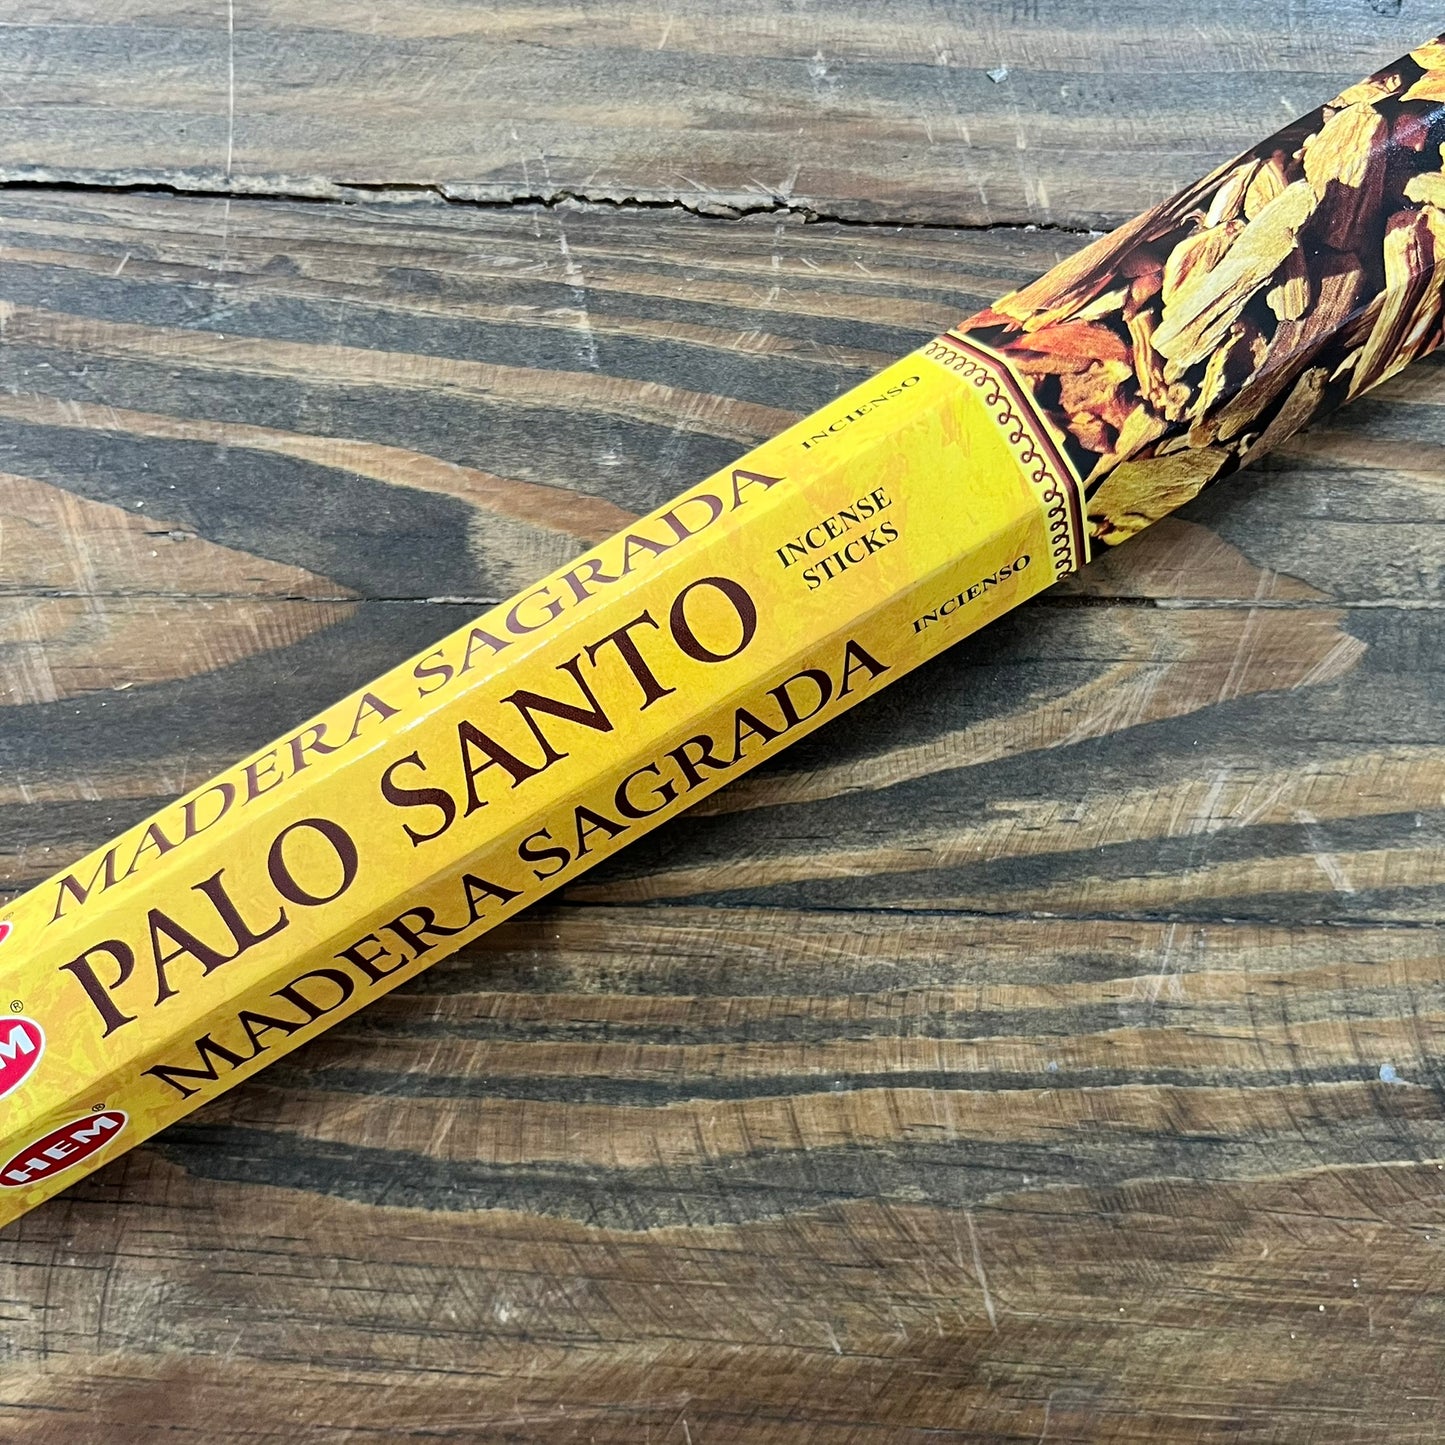 MADERA SAGRADA INCIENSO
PALO SANTO INCENSE
STICKS
MADERA SAGRADA INCIENSO
HEM®